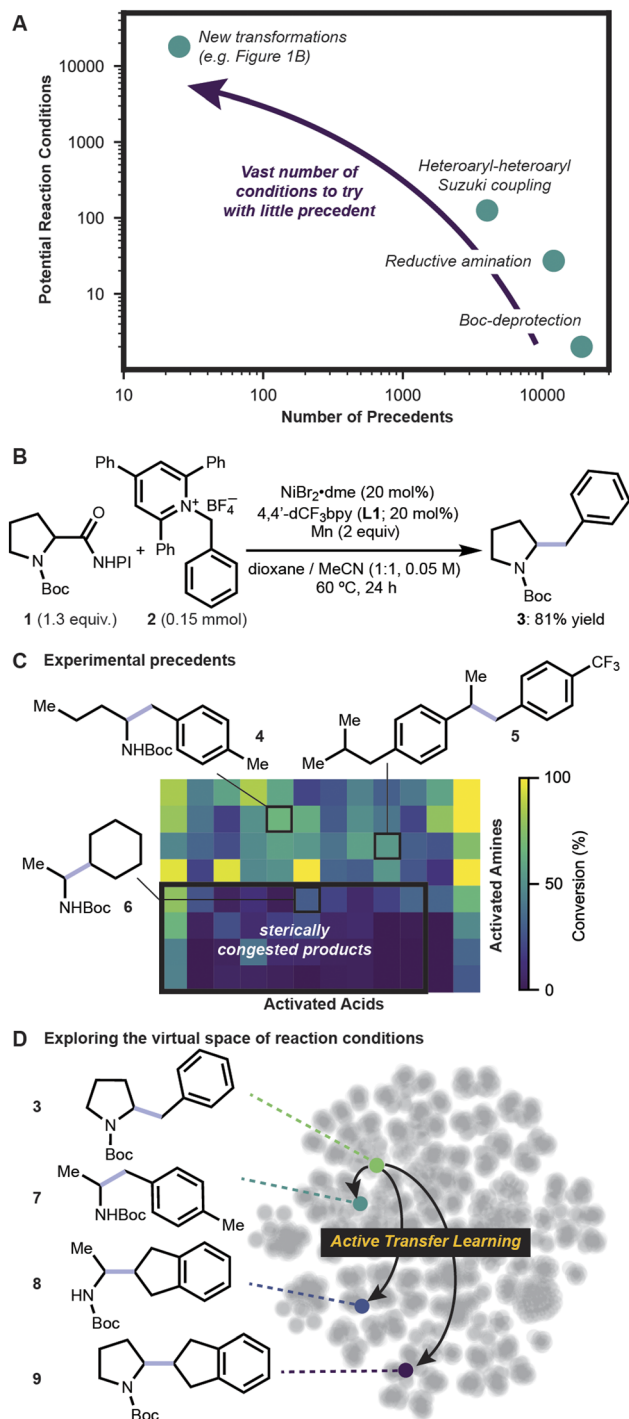 A
New transformations
(e.g. Figure 1B)
10000
1000
100
10
Potential Reaction Conditions
Vast number of
conditions to try
with little precedent
Heteroaryl-heteroaryl
Suzuki coupling
Reductive amination
Boc-deprotection
10
100
1000
10000
Number of Precedents
B
O
N
NHPI
Boc
1 (1.3 equiv.)
+
Ph
Ph
N+
BF4−
Ph
2 (0.15 mmol)
NiBr2•dme (20 mol%)
4,4'-dCF3bpy (L1; 20 mol%)
Mn (2 equiv)
dioxane / MeCN (1:1, 0.05 M)
60 ºC, 24 h
N
Boc
3: 81% yield
C Experimental precedents
Me
NHBoc
Me
4
Me
CF3
Me
Me
5
Me
NHBoc
6
sterically
congested products
Activated Acids
Activated Amines
100
50
0
Conversion (%)
D Exploring the virtual space of reaction conditions
3
N
Boc
7
Me
NHBoc
Me
Active Transfer Learning
8
Me
HN
Boc
9
N
Boc